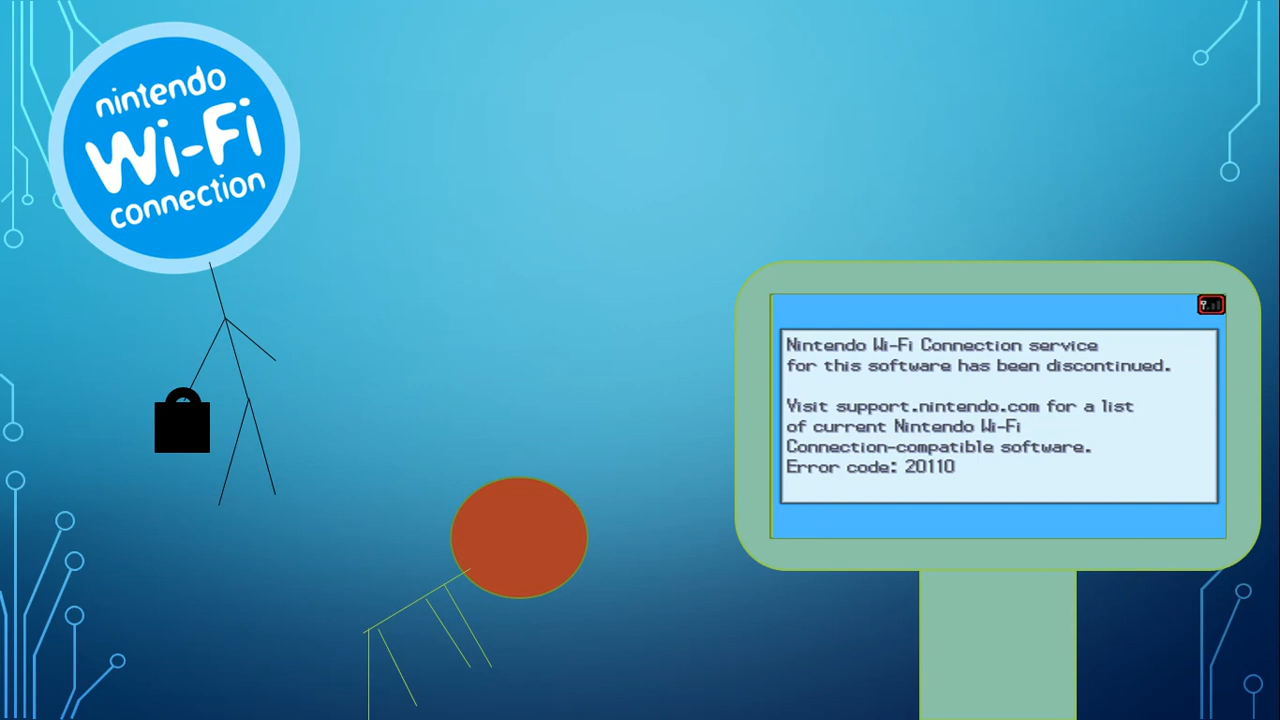 nintendo
Wi-Fi
connection
Nintendo Wi-Fi Connection service
for this software has been discontinued.
Visit support.nintendo.com for a list
of current Nintendo Wi-Fi
Connection-compatible software.
Error code: 20110